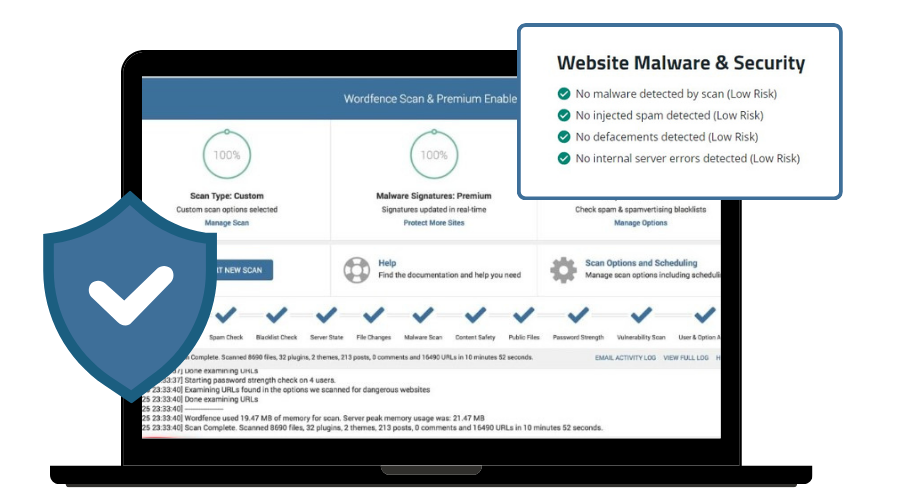 Website Malware & Security
No malware detected by scan (Low Risk)
No injected spam detected (Low Risk)
No defacements detected (Low Risk)
No internal server errors detected (Low Risk)
Wordfence Scan & Premium Enable
100%
100%
Scan Type: Custom
Malware Signatures: Premium
Custom scan options selected
Signatures updated in real-time
Check spam & spamvertising blacklists
Manage Scan
Protect More Sites
Manage Options
NEW SCAN
Help
Find the documentation and help you need
Scan Options and Scheduling
Manage scan options including
Spam Check
Blacklist Check
Server State
File Changes
Malware Scan
Content Safety
Public Files
Password Strength
Vulnerability Scan
User & Option
Complete. Scanned 8690 files, 32 plugins, 2 themes, 213 posts, 0 comments and 16490 URLs in 10 minutes 52 seconds.
EMAIL ACTIVITY LOG
VIEW FULL LOG
Done examining URLs
23:33:37] Starting password strength check on 4 users.
25 23:33:40] Examining URLs found in the options we scanned for dangerous websites
25 23:33:40] Done examining URLs
25 23:33:40] --------------------
25 23:33:40] Wordfence used 19.47 MB of memory for scan. Server peak memory usage was: 21.47 MB
25 23:33:40] Scan Complete. Scanned 8690 files, 32 plugins, 2 themes, 213 posts, 0 comments and 16490 URLs in 10 minutes 52 seconds.